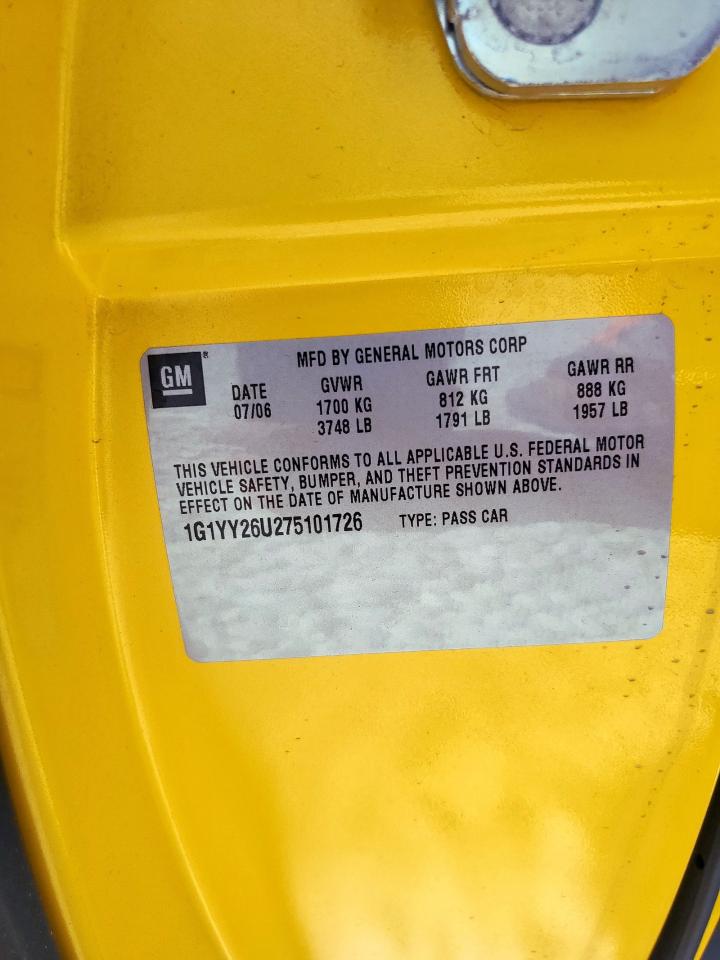 GM®
MFD BY GENERAL MOTORS CORP
DATE GVWR GAWR FRT GAWR RR
07/06 1700 KG 812 KG 888 KG
3748 LB 1791 LB 1957 LB
THIS VEHICLE CONFORMS TO ALL APPLICABLE U.S. FEDERAL MOTOR
VEHICLE SAFETY, BUMPER, AND THEFT PREVENTION STANDARDS IN
EFFECT ON THE DATE OF MANUFACTURE SHOWN ABOVE.
1G1YY26U275101726 TYPE: PASS CAR